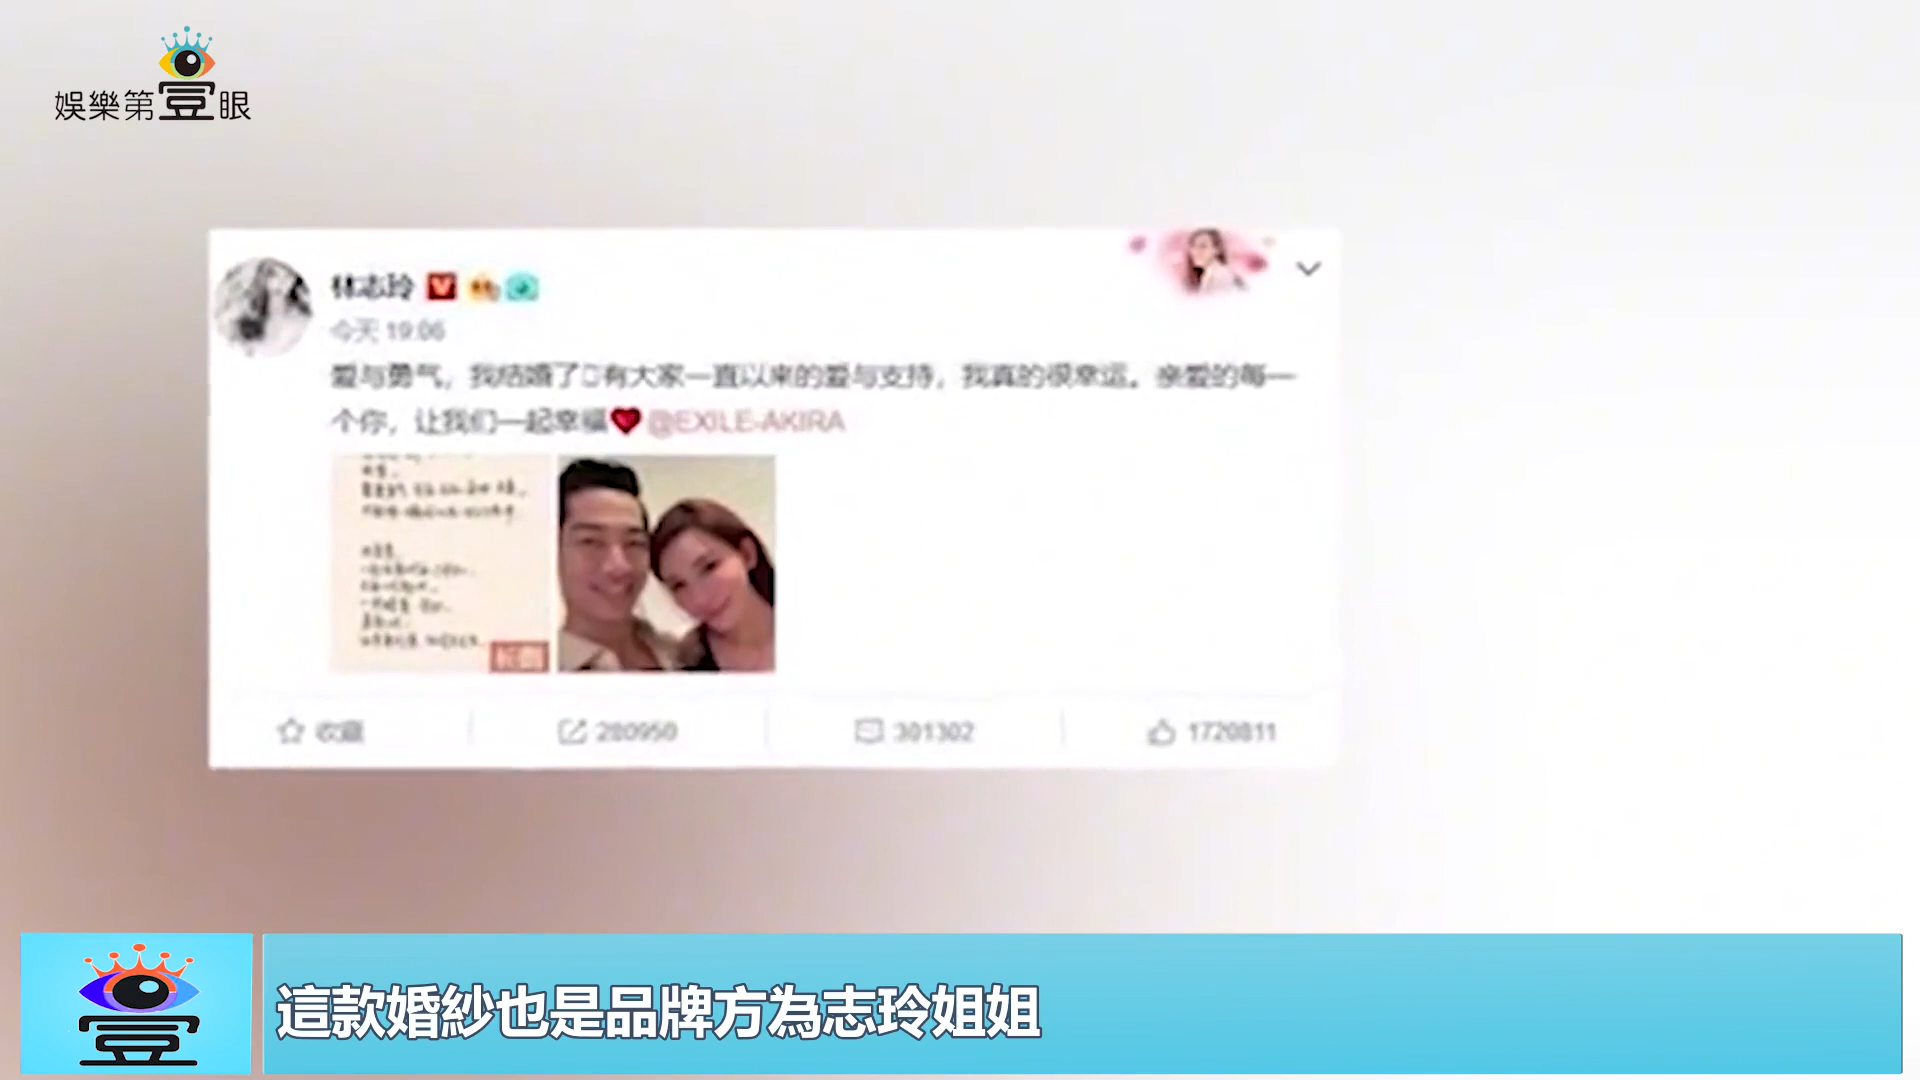 娛樂第壹眼
林志玲
今天 19:06
爱与勇气，我结婚了有大家一直以来的爱与支持，我真的很幸运。亲爱的每一
个你，让我们一起幸福❤@EXILE-AKIRA
收藏
280950
301302
1720811
壹
這款婚紗也是品牌方為志玲姐姐